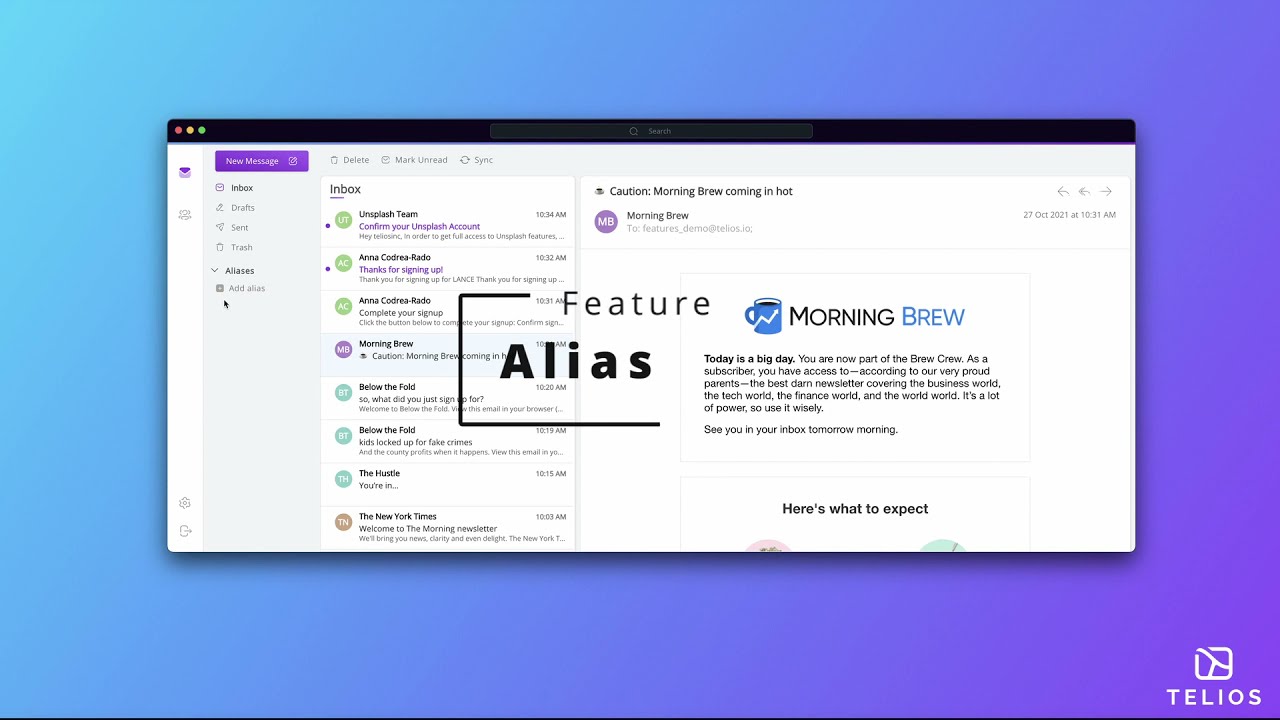 Search
New Message
Delete
Mark Unread
Sync
Inbox
Drafts
Sent
Trash
Aliases
Add alias
Inbox
UT
Unsplash Team
10:34 AM
Confirm your Unsplash Account
Hey teliosinc, In order to get full access to Unsplash features, ...
AC
Anna Codrea-Rado
10:32 AM
Thanks for signing up!
Thank you for signing up for LANCE Thank you for signing up ...
AC
Anna Codrea-Rado
10:31 AM
Complete your signup
Click the button below to complete your signup: Confirm sign...
MB
Morning Brew
Caution: Morning Brew coming in h
BT
Below the Fold
10:20 AM
so, what did you just sign up for?
Welcome to Below the Fold. View this email in your browser (...
BT
Below the Fold
10:19 AM
kids locked up for fake crimes
And the county profits when it happens. View this email in yo...
TH
The Hustle
10:15 AM
You're in...
TN
The New York Times
10:03 AM
Welcome to The Morning newsletter
We'll bring you news, clarity and even delight. The New York T...
Feature
Alias
Caution: Morning Brew coming in hot
MB
Morning Brew
To: features_demo@telios.io;
27 Oct 2021 at 10:31 AM
MORNING BREW
Today is a big day. You are now part of the Brew Crew. As a
subscriber, you have access to—according to our very proud
parents—the best darn newsletter covering the business world,
the tech world, the finance world, and the world world. It's a lot
of power, so use it wisely.
See you in your inbox tomorrow morning.
Here's what to expect
TELIOS